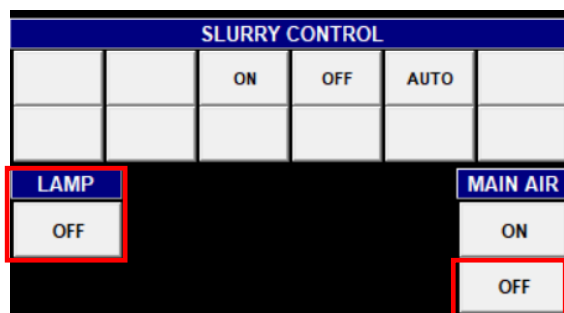 SLURRY CONTROL
ON OFF AUTO
LAMP MAIN AIR
OFF ON
OFF